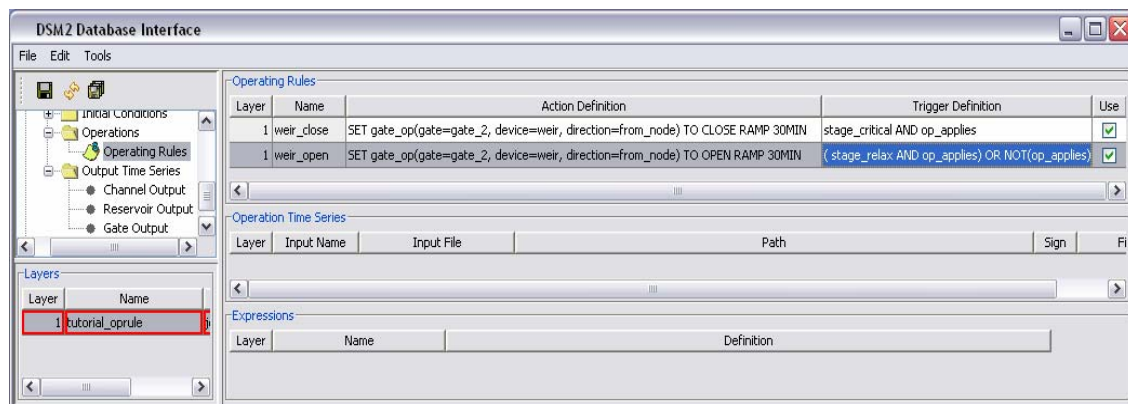 DSM2 Database Interface
File Edit Tools
Initial Conditions
Operations
Operating Rules
Output Time Series
Channel Output
Reservoir Output
Gate Output
Layers
Layer Name
1 tutorial_oprule
Operating Rules
Layer Name Action Definition Trigger Definition Use
1 weir_close SET gate_op(gate=gate_2, device=weir, direction=from_node) TO CLOSE RAMP 30MIN stage_critical AND op_applies
1 weir_open SET gate_op(gate=gate_2, device=weir, direction=from_node) TO OPEN RAMP 30MIN ( stage_relax AND op_applies) OR NOT(op_applies)
Operation Time Series
Layer Input Name Input File Path Sign Fi
Expressions
Layer Name Definition